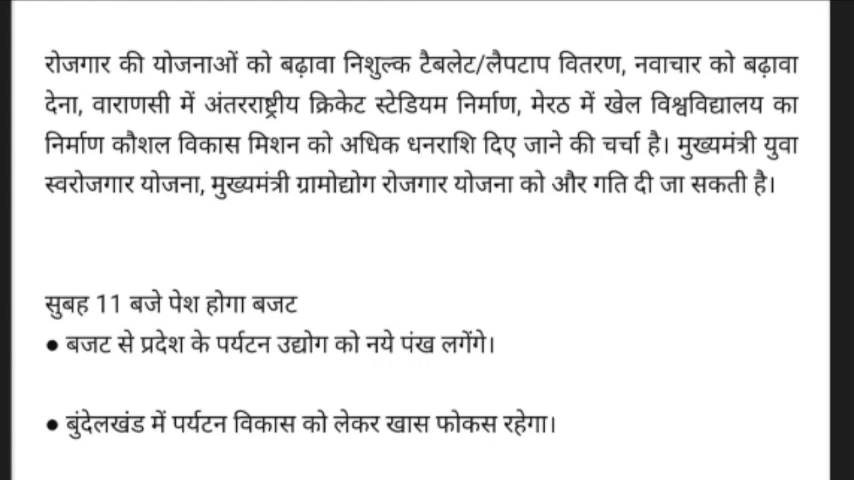 रोजगार की योजनाओं को बढ़ावा निशुल्क टैबलेट/लैपटाप वितरण, नवाचार को बढ़ावा
देना, वाराणसी में अंतरराष्ट्रीय क्रिकेट स्टेडियम निर्माण, मेरठ में खेल विश्वविद्यालय का
निर्माण कौशल विकास मिशन को अधिक धनराशि दिए जाने की चर्चा है। मुख्यमंत्री युवा
स्वरोजगार योजना, मुख्यमंत्री ग्रामोद्योग रोजगार योजना को और गति दी जा सकती है।
सुबह 11 बजे पेश होगा बजट
● बजट से प्रदेश के पर्यटन उद्योग को नये पंख लगेंगे।
● बुंदेलखंड में पर्यटन विकास को लेकर खास फोकस रहेगा।